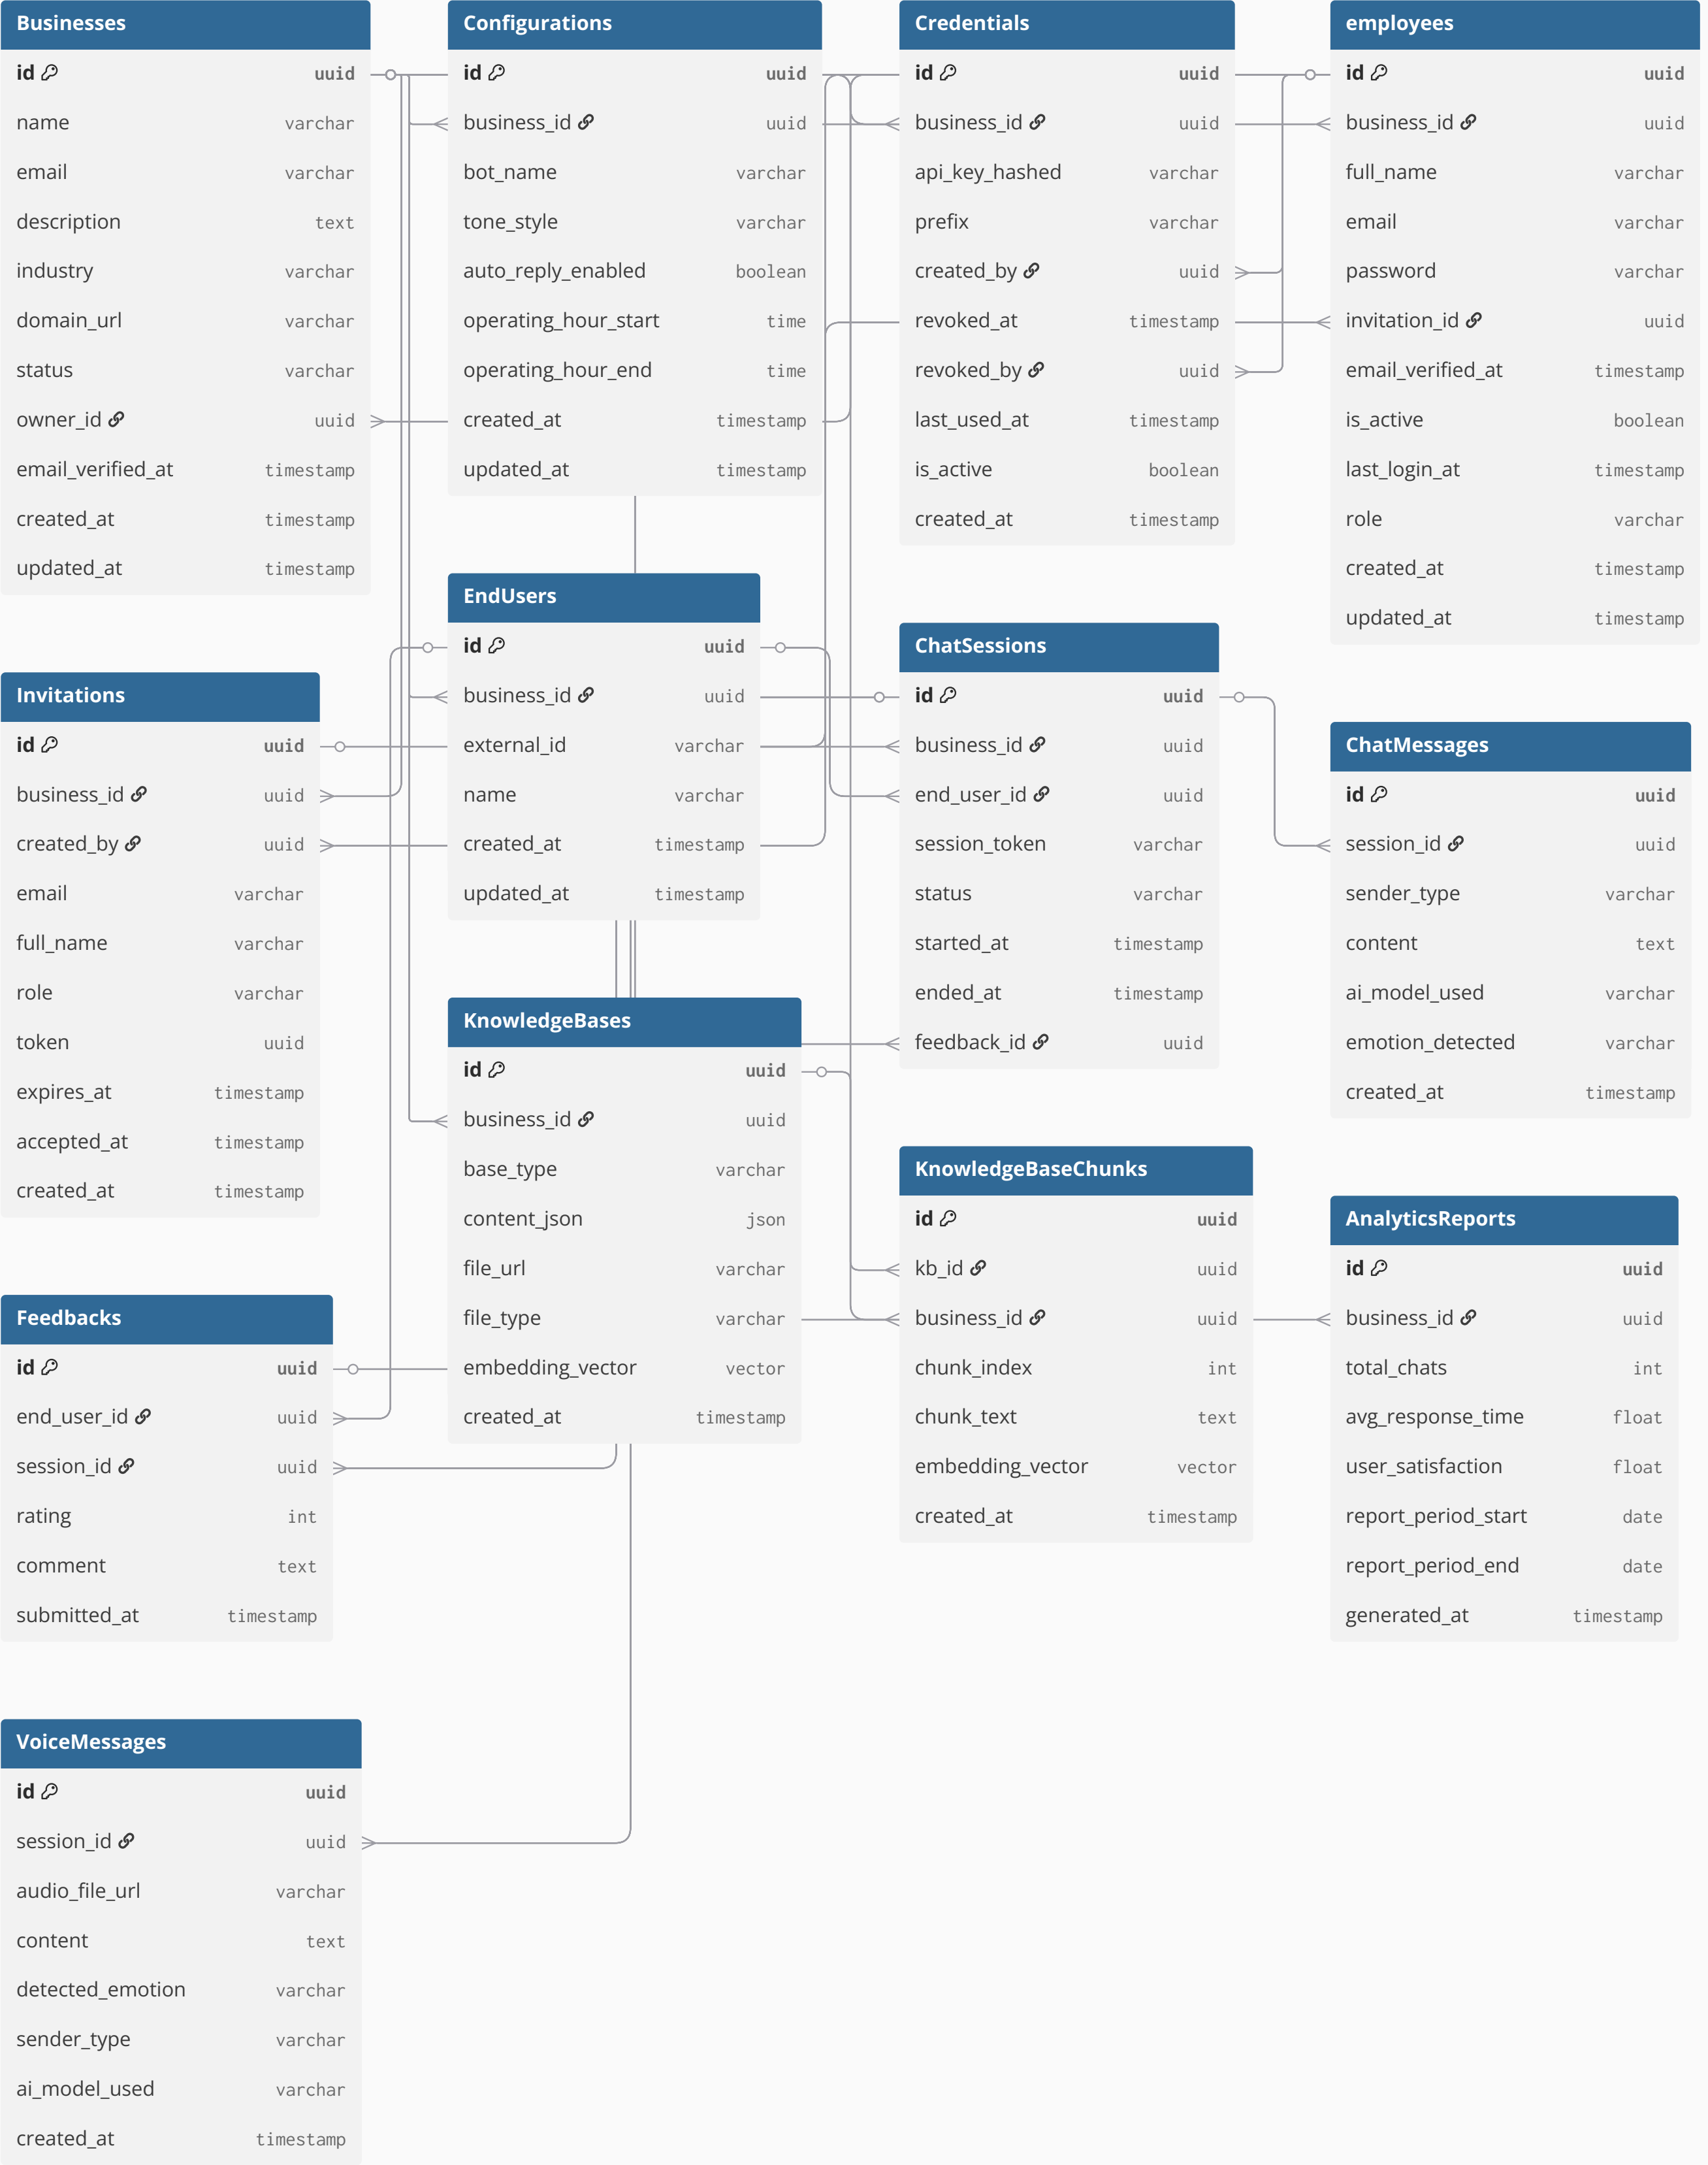 Businesses
id uuid
name varchar
email varchar
description text
industry varchar
domain_url varchar
status varchar
owner_id uuid
email_verified_at timestamp
created_at timestamp
updated_at timestamp
Configurations
id uuid
business_id uuid
bot_name varchar
tone_style varchar
auto_reply_enabled boolean
operating_hour_start time
operating_hour_end time
created_at timestamp
updated_at timestamp
Credentials
id uuid
business_id uuid
api_key_hashed varchar
prefix varchar
created_by uuid
revoked_at timestamp
revoked_by uuid
last_used_at timestamp
is_active boolean
created_at timestamp
employees
id uuid
business_id uuid
full_name varchar
email varchar
password varchar
invitation_id uuid
email_verified_at timestamp
is_active boolean
last_login_at timestamp
role varchar
created_at timestamp
updated_at timestamp
EndUsers
id uuid
business_id uuid
external_id varchar
name varchar
created_at timestamp
updated_at timestamp
ChatSessions
id uuid
business_id uuid
end_user_id uuid
session_token varchar
status varchar
started_at timestamp
ended_at timestamp
feedback_id uuid
Invitations
id uuid
business_id uuid
created_by uuid
email varchar
full_name varchar
role varchar
token uuid
expires_at timestamp
accepted_at timestamp
created_at timestamp
ChatMessages
id uuid
session_id uuid
sender_type varchar
content text
ai_model_used varchar
emotion_detected varchar
created_at timestamp
KnowledgeBases
id uuid
business_id uuid
base_type varchar
content_json json
file_url varchar
file_type varchar
embedding_vector vector
created_at timestamp
KnowledgeBaseChunks
id uuid
kb_id uuid
business_id uuid
chunk_index int
chunk_text text
embedding_vector vector
created_at timestamp
AnalyticsReports
id uuid
business_id uuid
total_chats int
avg_response_time float
user_satisfaction float
report_period_start date
report_period_end date
generated_at timestamp
Feedbacks
id uuid
end_user_id uuid
session_id uuid
rating int
comment text
submitted_at timestamp
VoiceMessages
id uuid
session_id uuid
audio_file_url varchar
content text
detected_emotion varchar
sender_type varchar
ai_model_used varchar
created_at timestamp